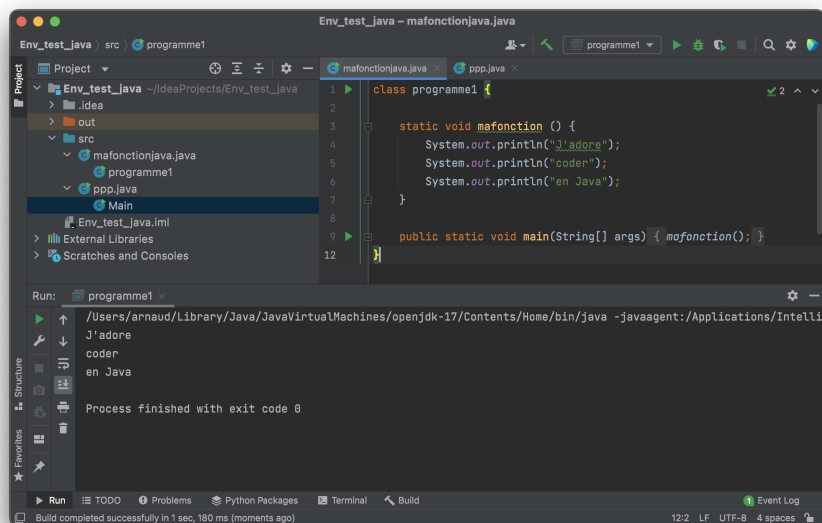 Env_test_java – mafonctionjava.java
Env_test_java src programme1
programme1
Project
Project
mafonctionjava.java
ppp.java
Env_test_java ~/IdeaProjects/Env_test_java
.idea
out
src
mafonctionjava.java
programme1
ppp.java
Main
Env_test_java.iml
External Libraries
Scratches and Consoles
1 class programme1 {
2
2
3 static void mafonction () {
4 System.out.println("J'adore");
5 System.out.println("coder");
6 System.out.println("en Java");
7 }
8
9 public static void main(String[] args) { mafonction(); }
12 }
Run: programme1
/Users/arnaud/Library/Java/JavaVirtualMachines/openjdk-17/Contents/Home/bin/java -javaagent:/Applications/Intelli
J'adore
coder
en Java
Process finished with exit code 0
Structure
Favorites
Run TODO Problems Python Packages Terminal Build
1 Event Log
Build completed successfully in 1 sec, 180 ms (moments ago)
12:2 LF UTF-8 4 spaces